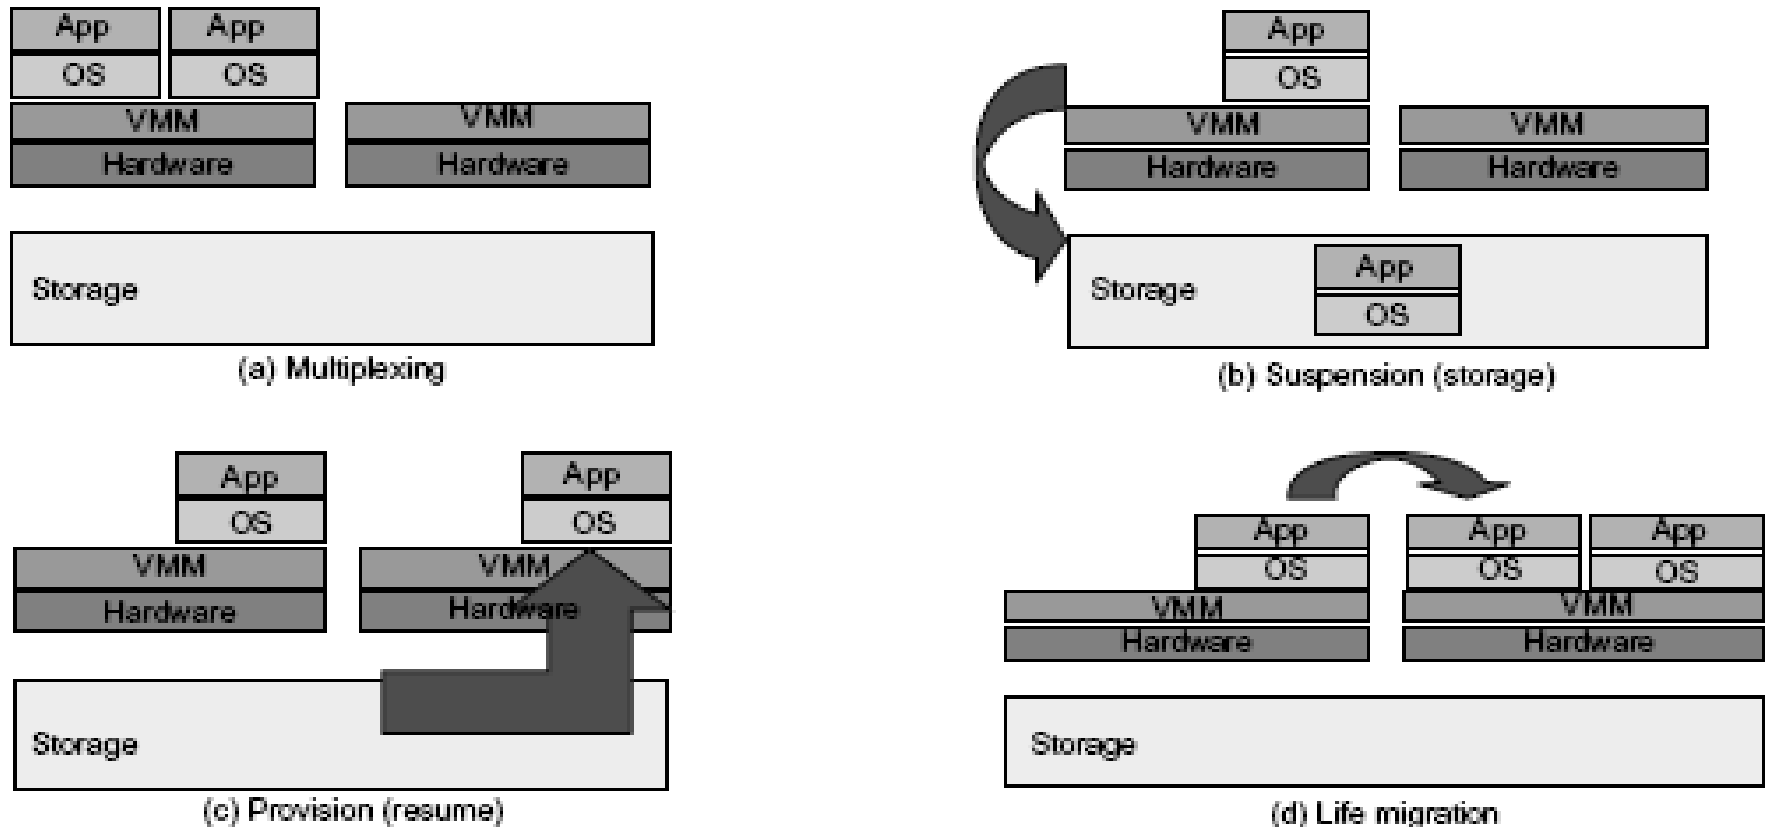 App App
OS OS
VMM VMM
Hardware Hardware
Storage
(a) Multiplexing
App
OS
VMM VMM
Hardware Hardware
Storage
App
OS
(b) Suspension (storage)
App App
OS OS
VMM VMM
Hardware Hardware
Storage
(c) Provision (resume)
App App App
OS OS OS
VMM VMM
Hardware Hardware
Storage
(d) Life migration